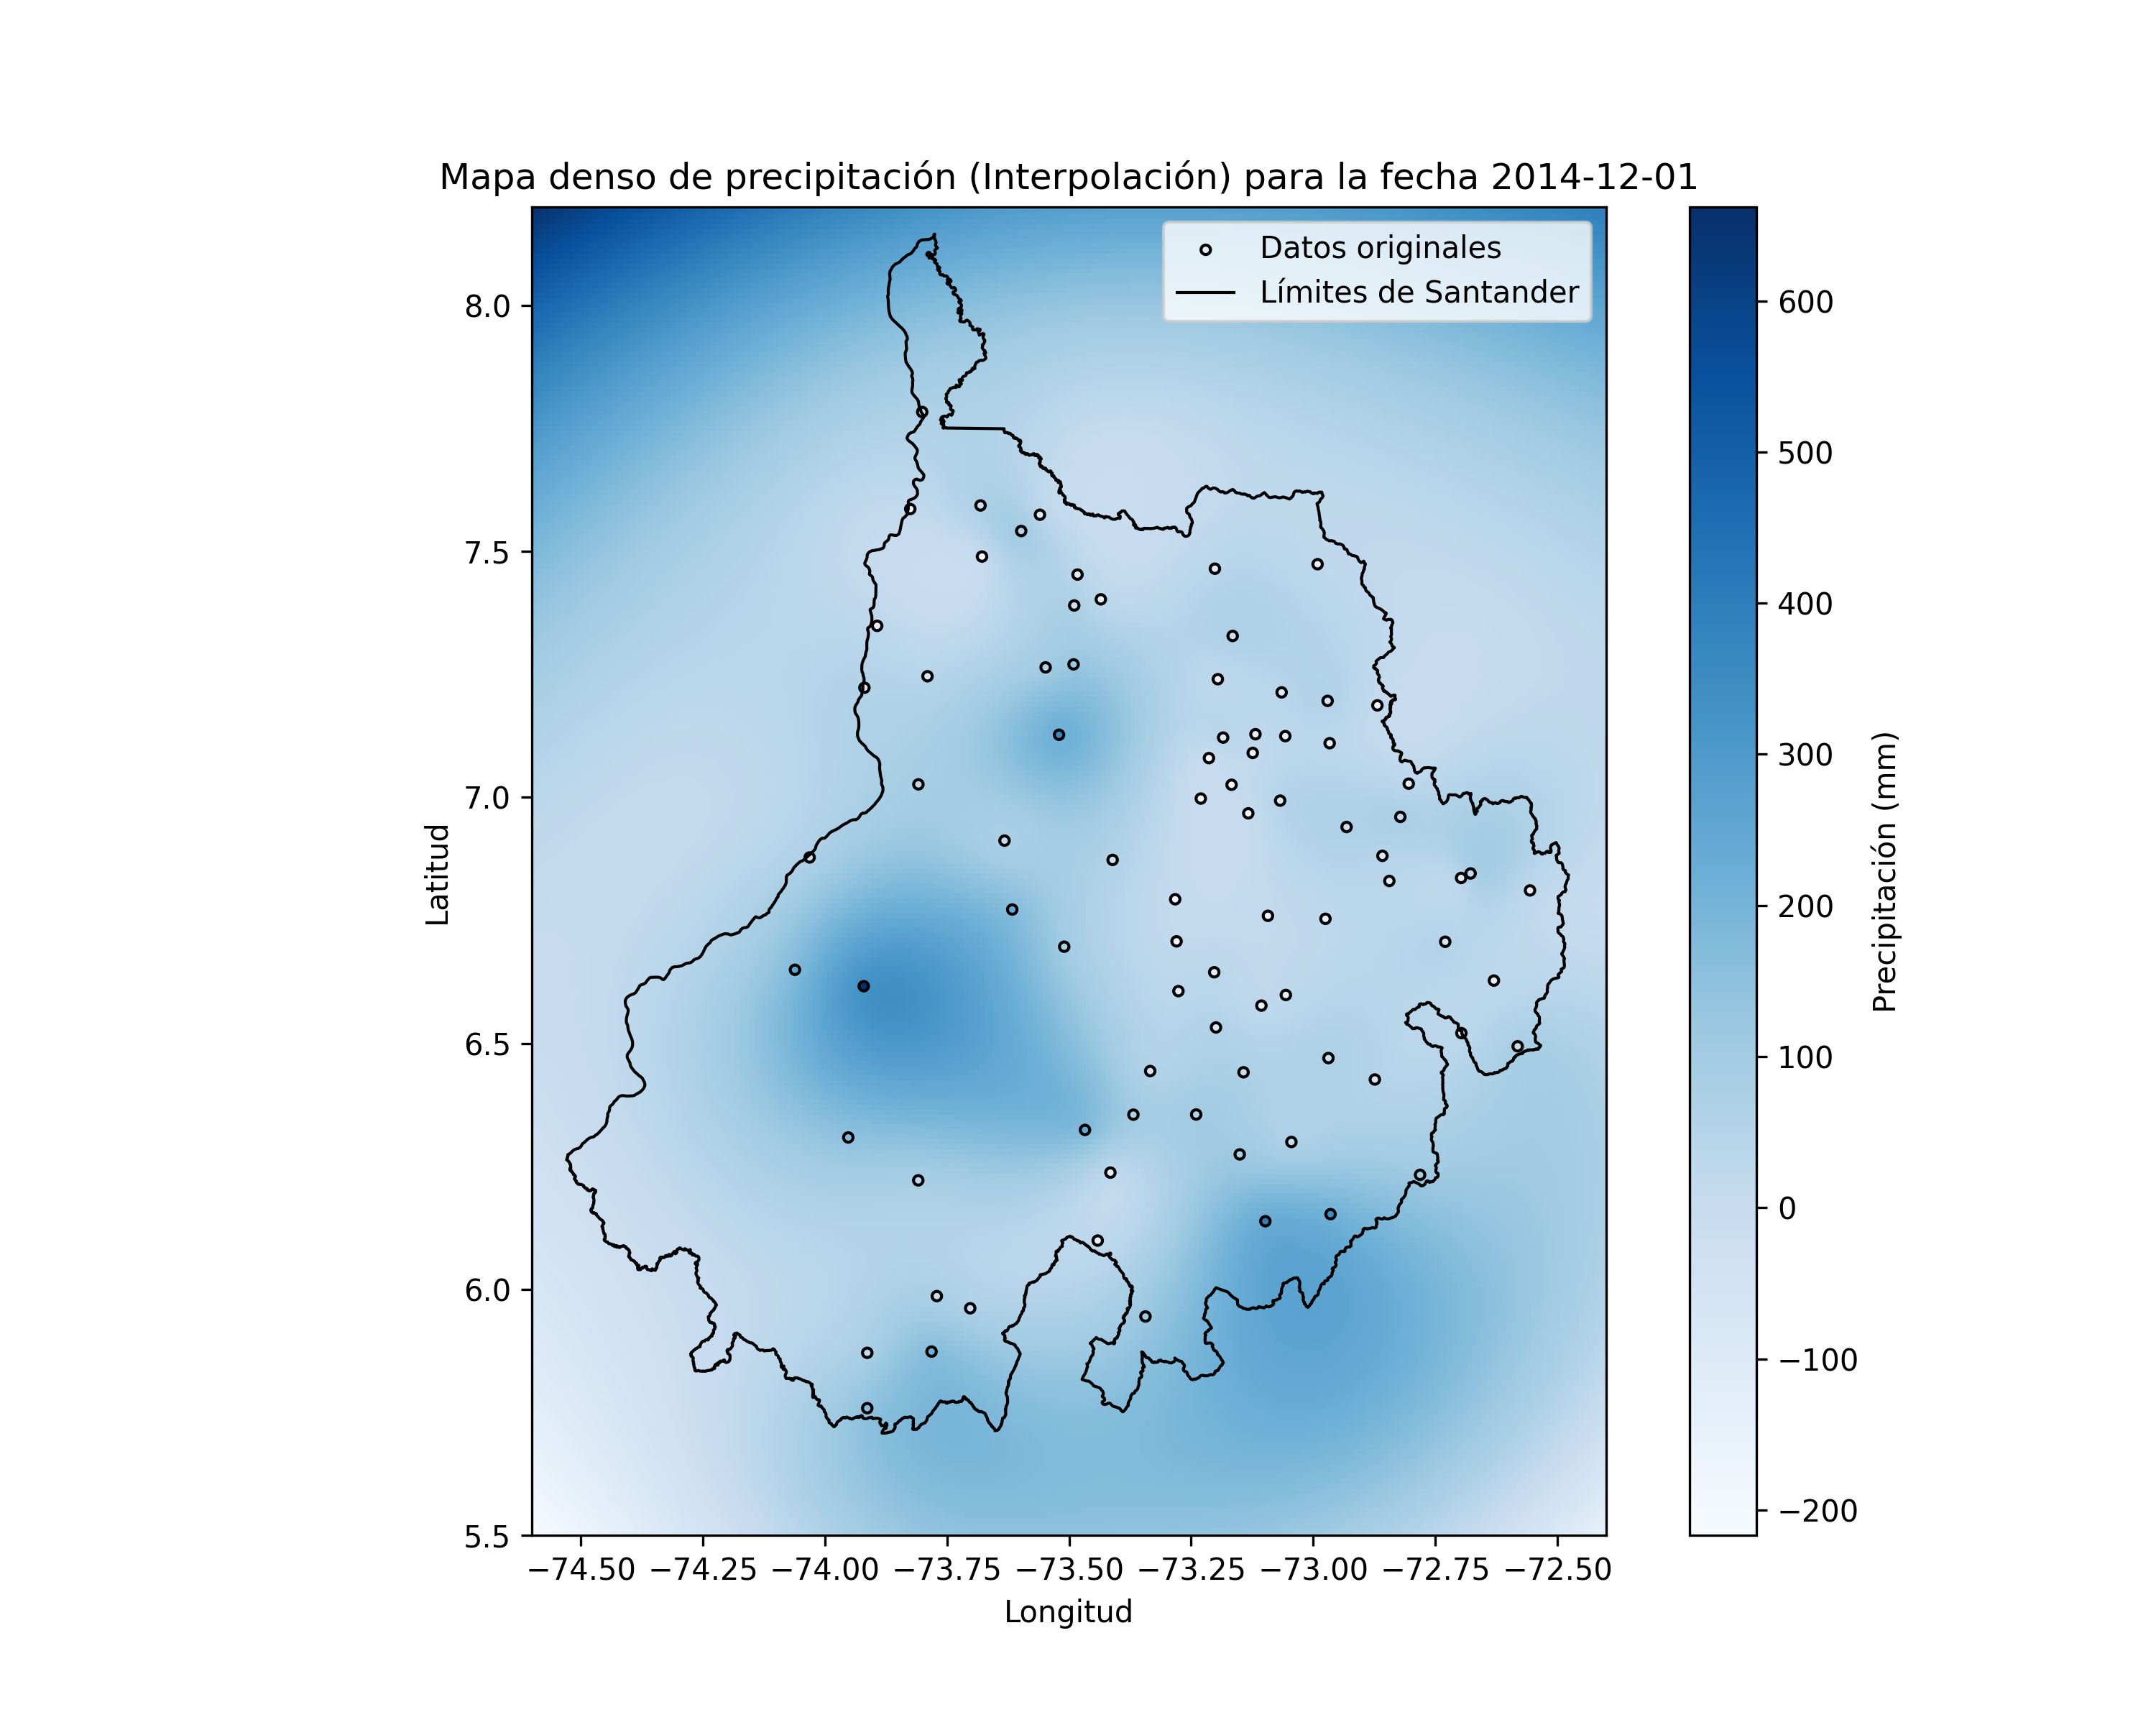 Mapa denso de precipitación (Interpolación) para la fecha 2014-12-01
Datos originales
Límites de Santander
8.0
7.5
7.0
6.5
6.0
5.5
Latitud
−74.50 −74.25 −74.00 −73.75 −73.50 −73.25 −73.00 −72.75 −72.50
Longitud
600
500
400
300
200
100
0
−100
−200
Precipitación (mm)